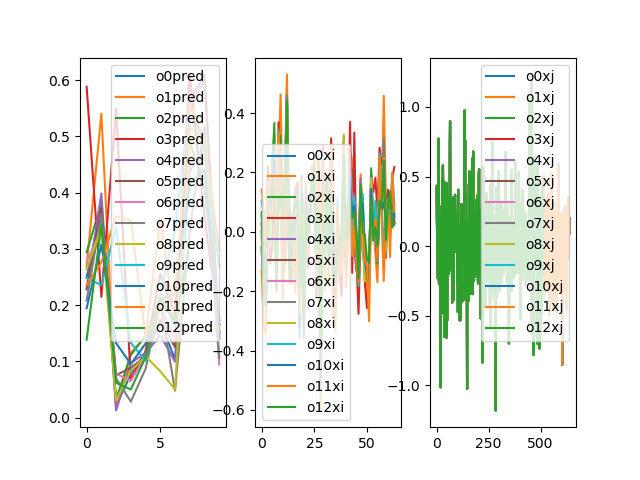 0.6
0.5
0.4
0.3
0.2
0.1
0.0
0
5
o0pred
o1pred
o2pred
o3pred
o4pred
o5pred
o6pred
o7pred
o8pred
o9pred
o10pred
o11pred
o12pred
0.4
0.2
0.0
−0.2
−0.4
−0.6
0
25
50
o0xi
o1xi
o2xi
o3xi
o4xi
o5xi
o6xi
o7xi
o8xi
o9xi
o10xi
o11xi
o12xi
1.0
0.5
0.0
−0.5
−1.0
0
250
500
o0xj
o1xj
o2xj
o3xj
o4xj
o5xj
o6xj
o7xj
o8xj
o9xj
o10xj
o11xj
o12xj